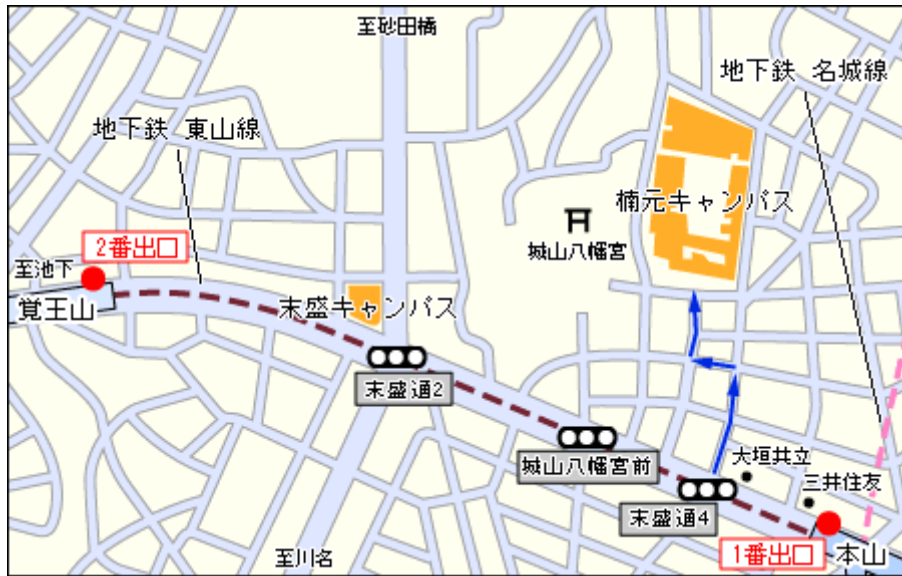 至砂田橋
地下鉄 名城線
地下鉄 東山線
楠元キャンパス
2番出口
城山八幡宮
至池下
覚王山
末盛キャンパス
末盛通2
城山八幡宮前
大垣共立
三井住友
末盛通4
至川名
1番出口
本山